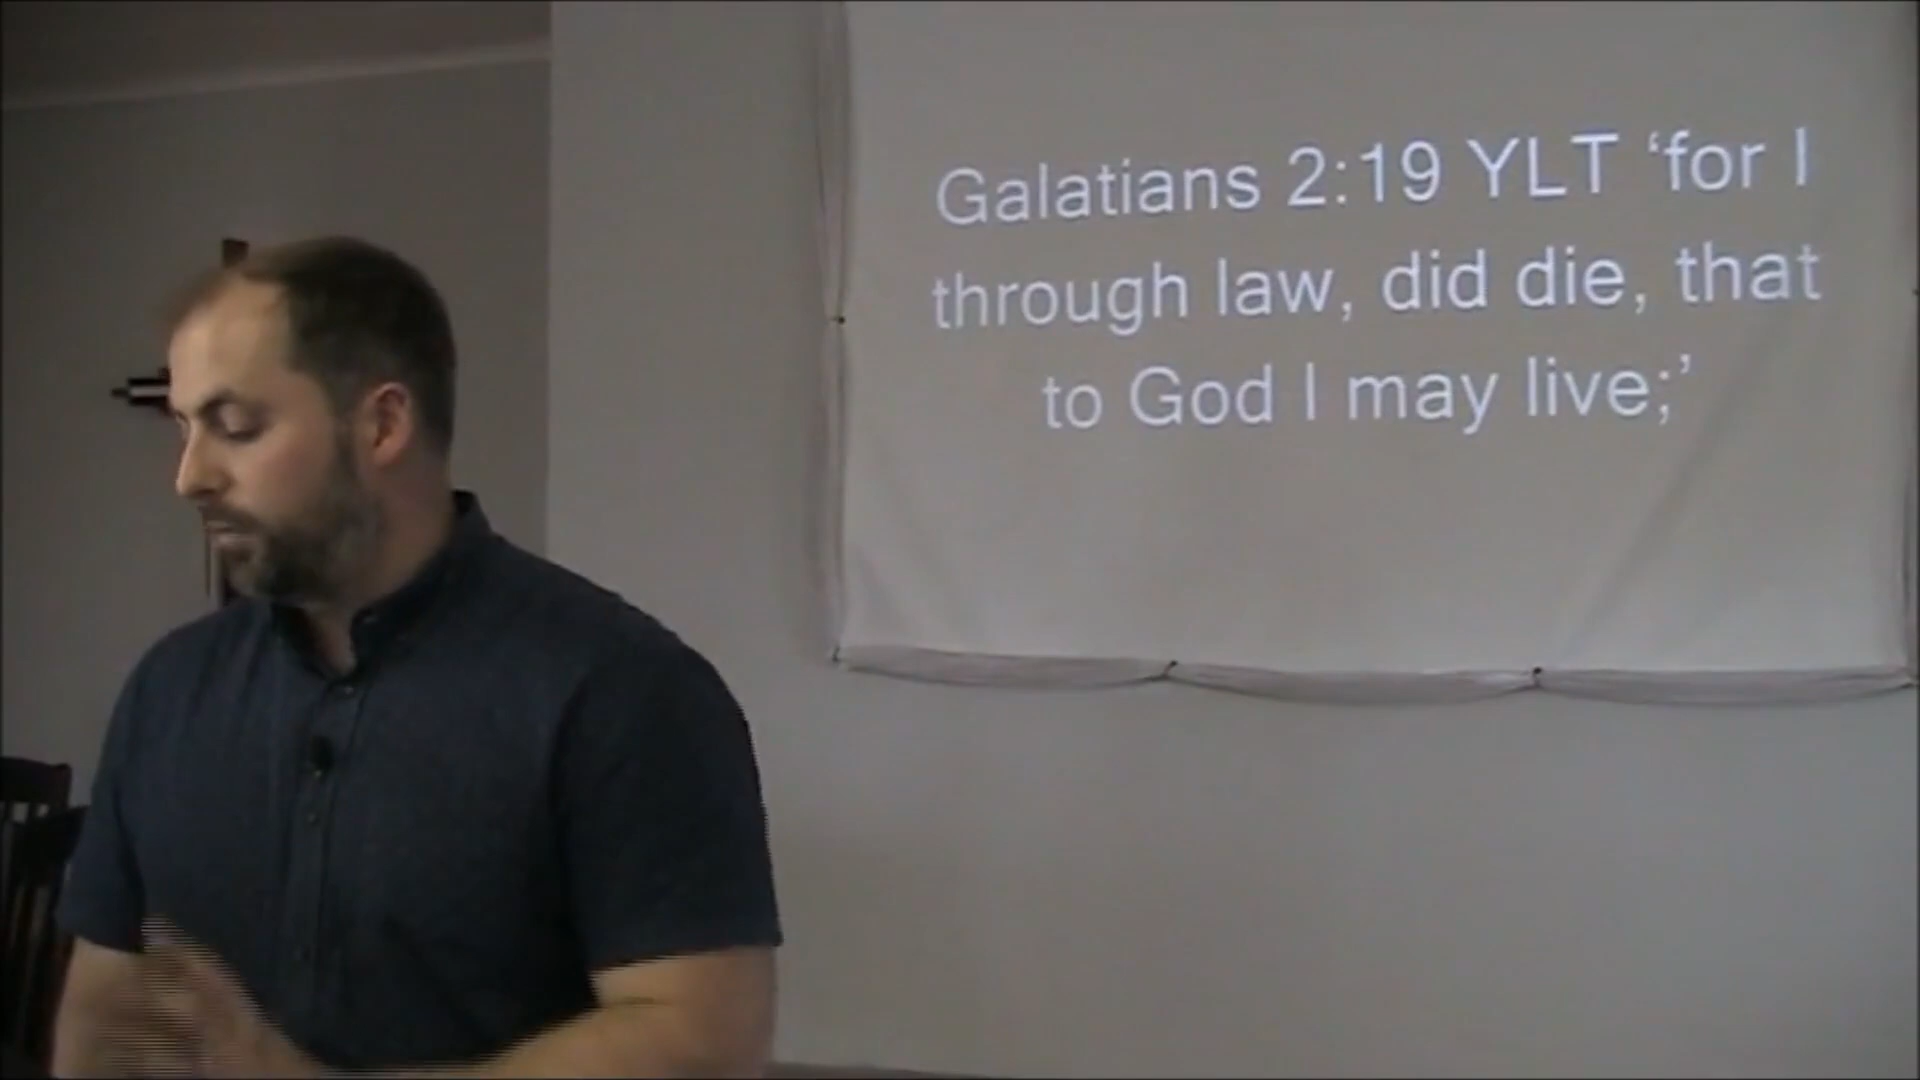 Galatians 2:19 YLT ‘for I
through law, did die, that
to God I may live;’